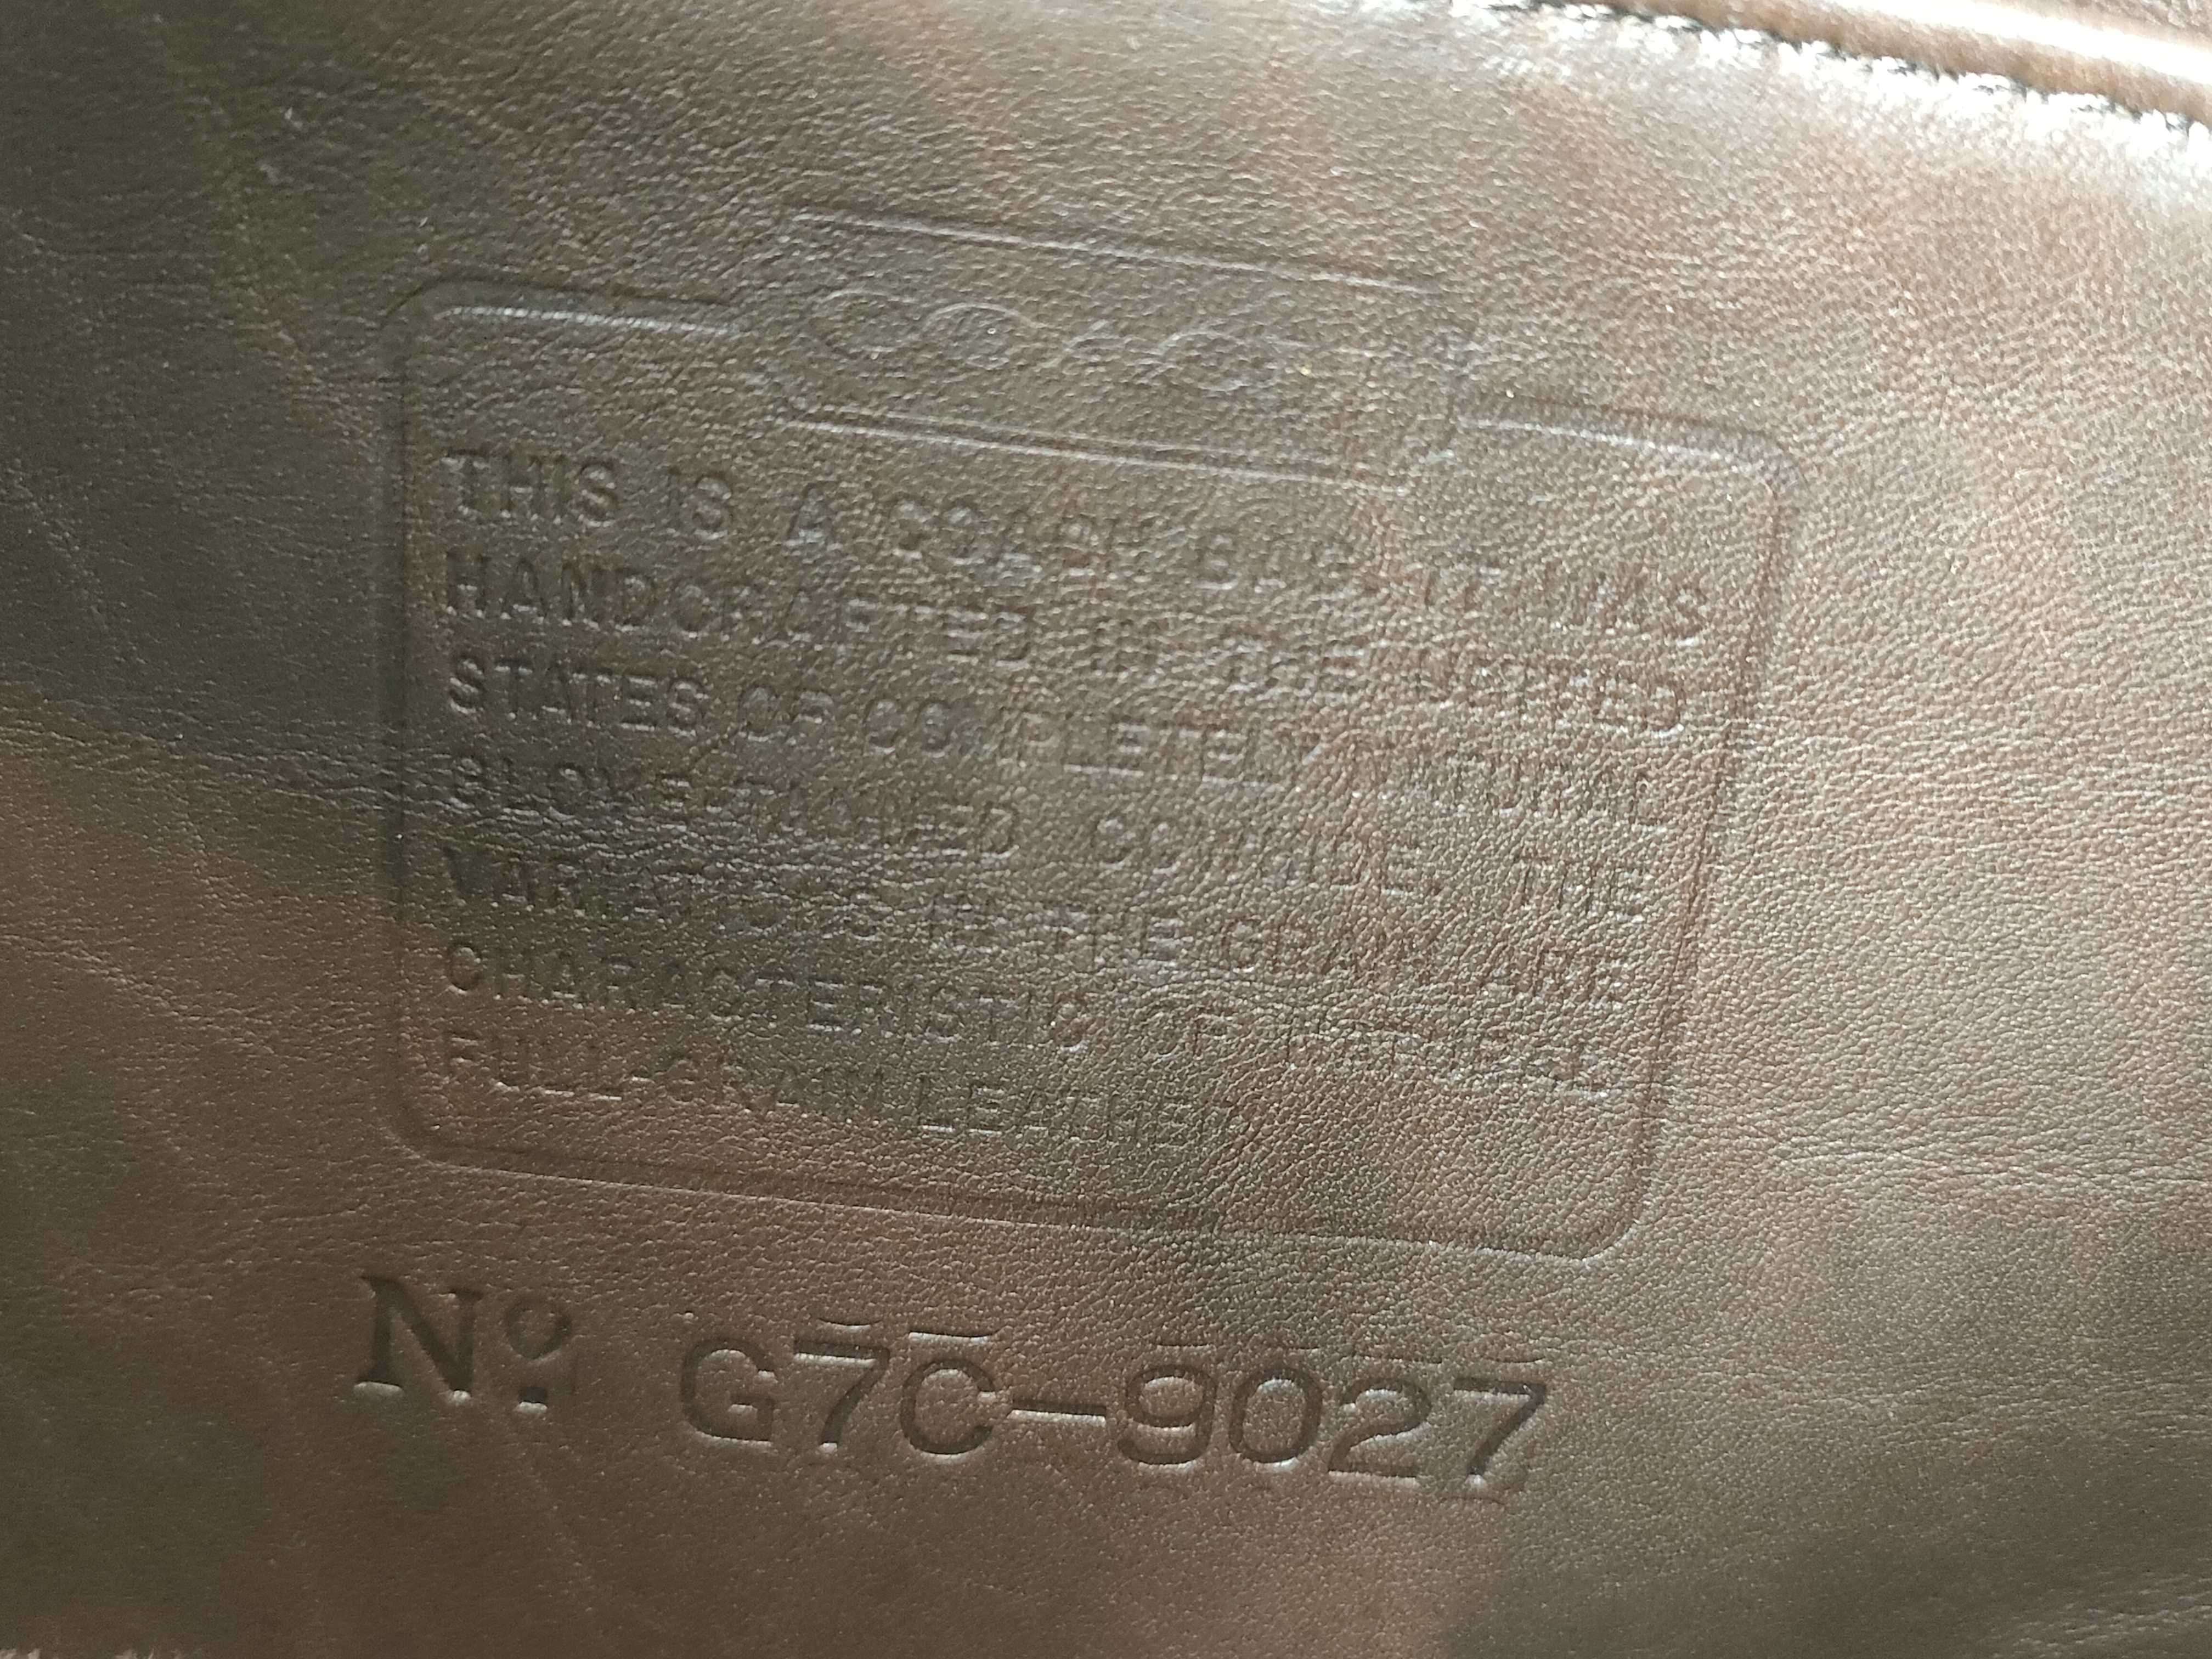 COACH
THIS IS A COACH BAG. IT WAS
HANDCRAFTED IN THE UNITED
STATES OF COMPLETELY NATURAL
GLOVE-TANNED COWHIDE. THE
VARIATIONS IN THE GRAIN ARE
CHARACTERISTIC OF NATURAL
FULL-GRAIN LEATHER.
Nº G7C-9027